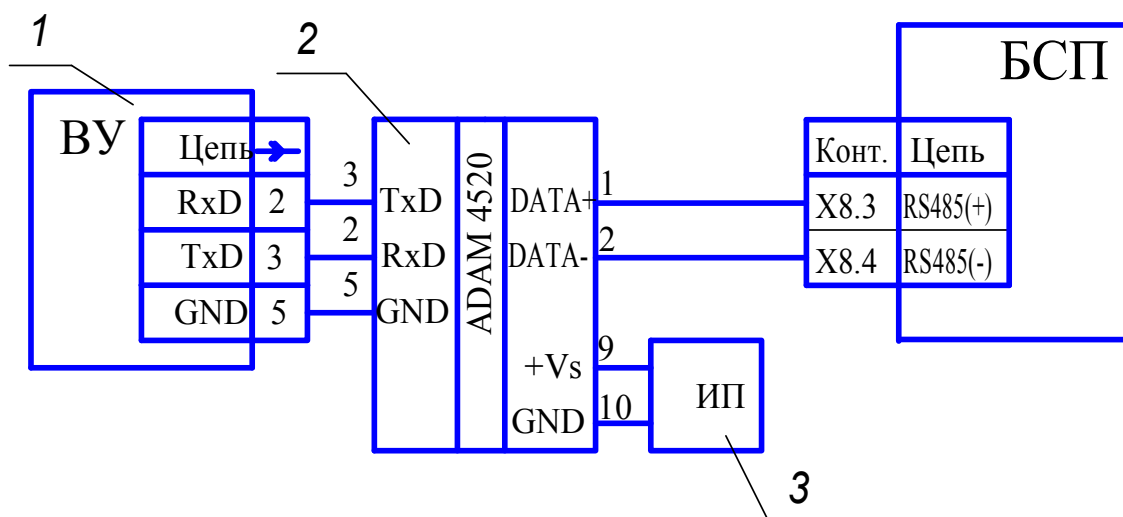 1
2
БСП
ВУ
Цепь
Конт. Цепь
RxD 2
3
TxD
DATA+ 1
X8.3 RS485(+)
TxD 3
2
RxD
DATA- 2
X8.4 RS485(-)
GND 5
5
GND
ADAM 4520
+Vs 9
ИП
GND 10
3